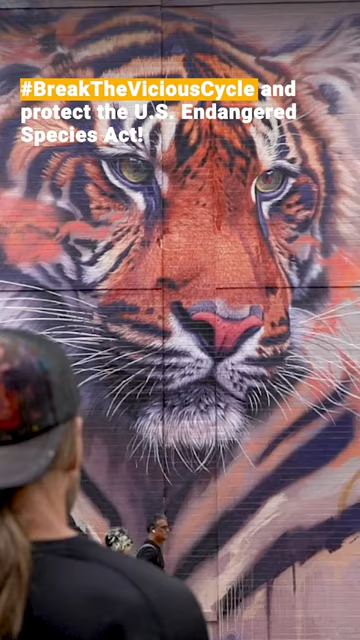 #BreakTheViciousCycle and
protect the U.S. Endangered
Species Act!